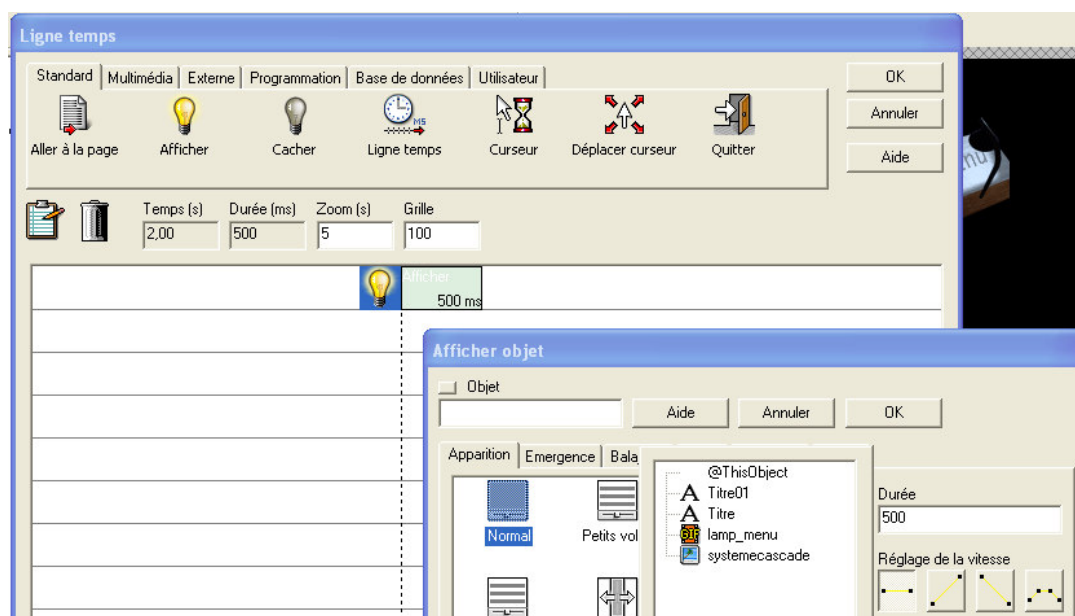 Ligne temps
Standard Multimédia Externe Programmation Base de données Utilisateur
OK
Annuler
Aide
Aller à la page Afficher Cacher Ligne temps Curseur Déplacer curseur Quitter
MS
Temps (s) Durée (ms) Zoom (s) Grille
2,00 500 5 100
Afficher
500 ms
Afficher objet
Objet
Aide Annuler OK
Apparition Emergence Bala
@ThisObject
Titre01
Titre
GIF lamp_menu
systemecascade
Normal Petits vol
Durée
500
Réglage de la vitesse